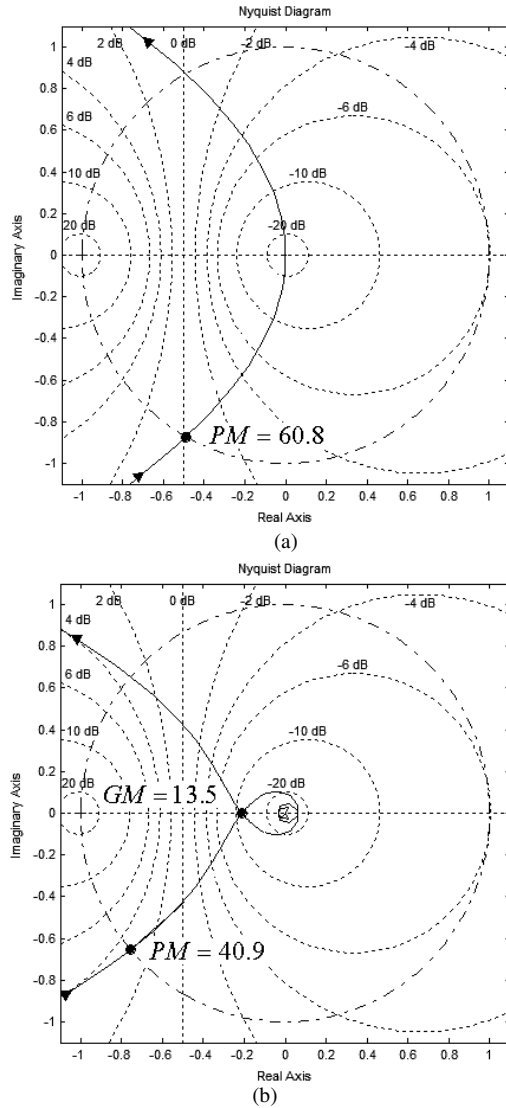 Nyquist Diagram
2 dB 0 dB -2 dB -4 dB
4 dB
6 dB -6 dB
10 dB -10 dB
20 dB -20 dB
1
0.8
0.6
0.4
0.2
0
-0.2
-0.4
-0.6
-0.8
-1
Imaginary Axis
PM = 60.8
-1 -0.8 -0.6 -0.4 -0.2 0 0.2 0.4 0.6 0.8 1
Real Axis
(a)
Nyquist Diagram
2 dB 0 dB -2 dB -4 dB
4 dB
6 dB -6 dB
10 dB -10 dB
20 dB -20 dB
1
0.8
0.6
0.4
0.2
0
-0.2
-0.4
-0.6
-0.8
-1
Imaginary Axis
GM = 13.5
PM = 40.9
-1 -0.8 -0.6 -0.4 -0.2 0 0.2 0.4 0.6 0.8 1
Real Axis
(b)